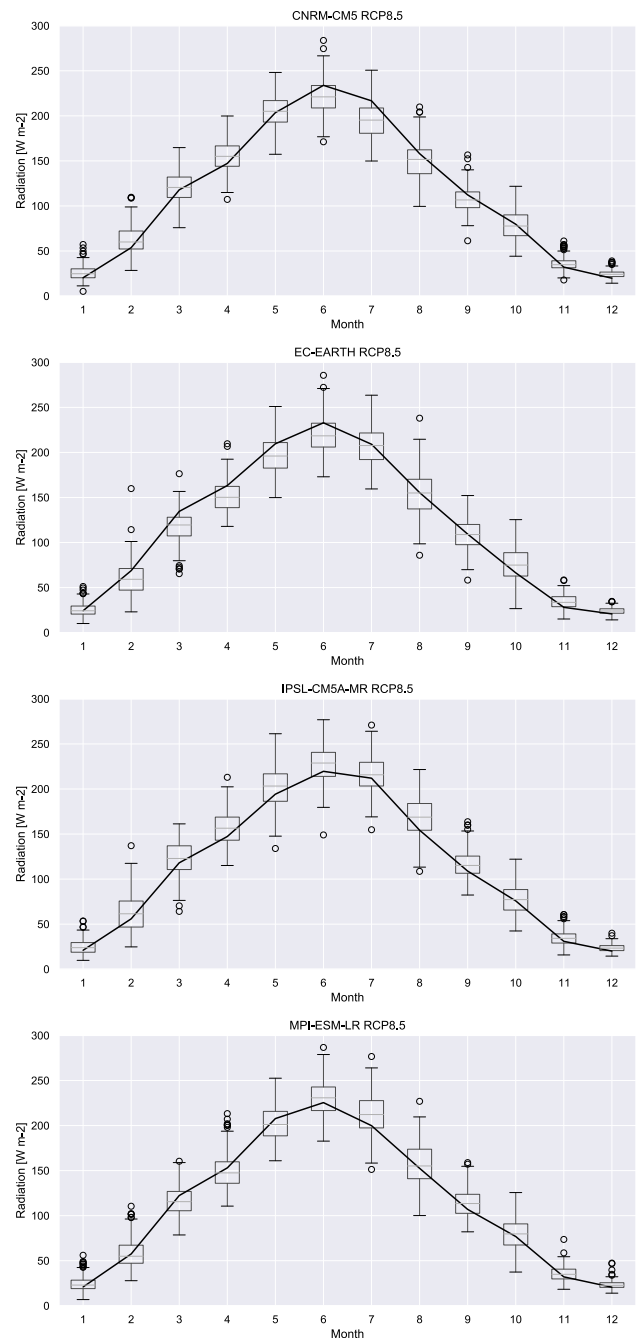 CNRM-CM5 RCP8.5
300
250
200
150
100
50
0
Radiation [W m-2]
1 2 3 4 5 6 7 8 9 10 11 12
Month
EC-EARTH RCP8.5
300
250
200
150
100
50
0
Radiation [W m-2]
1 2 3 4 5 6 7 8 9 10 11 12
Month
IPSL-CM5A-MR RCP8.5
300
250
200
150
100
50
0
Radiation [W m-2]
1 2 3 4 5 6 7 8 9 10 11 12
Month
MPI-ESM-LR RCP8.5
300
250
200
150
100
50
0
Radiation [W m-2]
1 2 3 4 5 6 7 8 9 10 11 12
Month